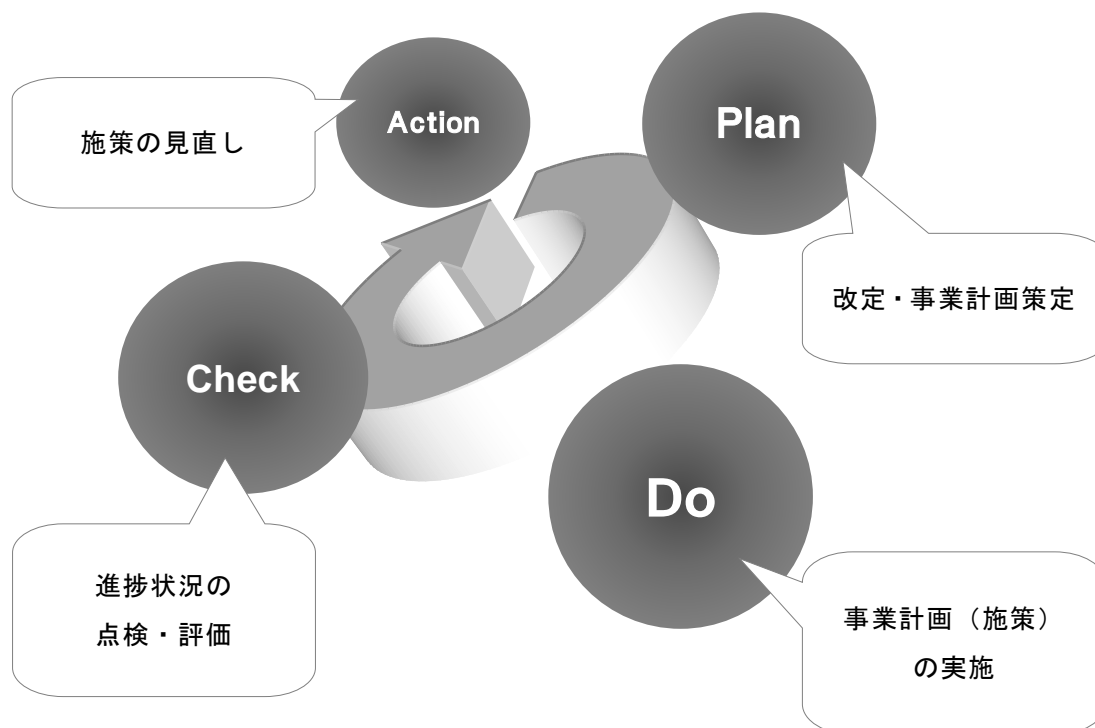 Action
施策の見直し
Plan
改定・事業計画策定
Check
進捗状況の
点検・評価
Do
事業計画（施策）
の実施